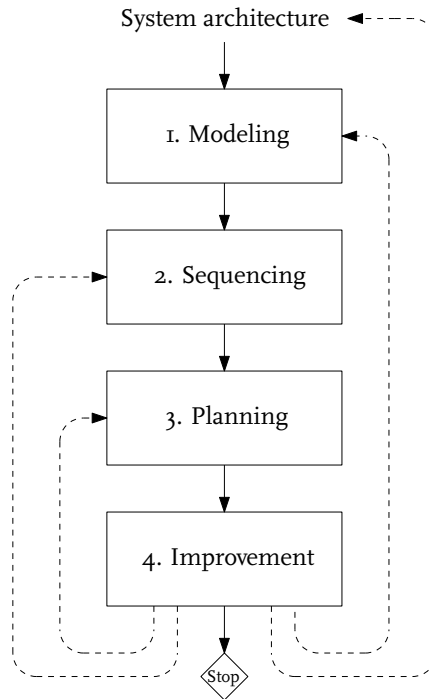 System architecture
1. Modeling
2. Sequencing
3. Planning
4. Improvement
Stop